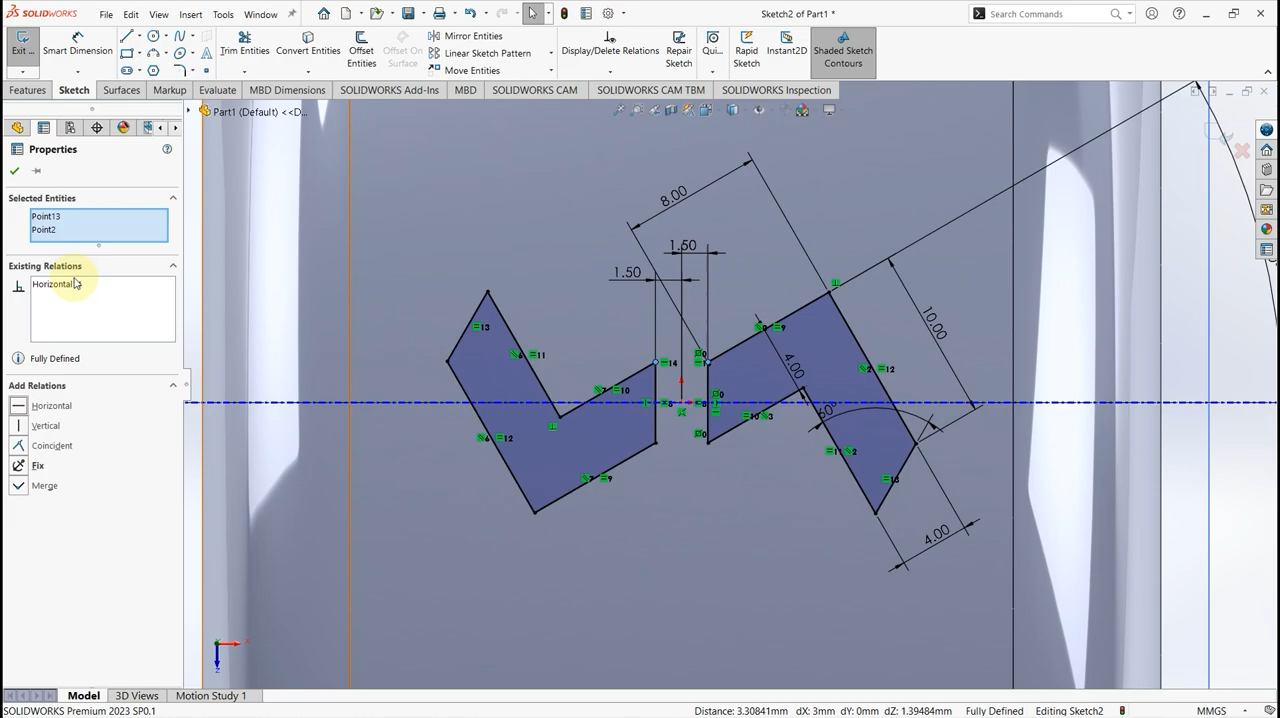 SOLIDWORKS
File
Edit
View
Insert
Tools
Window
Sketch2 of Part1 *
Search Commands
Exit ...
Smart Dimension
Trim Entities
Convert Entities
Offset Entities
Offset On Surface
Mirror Entities
Linear Sketch Pattern
Move Entities
Display/Delete Relations
Repair Sketch
Qui...
Rapid Sketch
Instant2D
Shaded Sketch Contours
Features
Sketch
Surfaces
Markup
Evaluate
MBD Dimensions
SOLIDWORKS Add-Ins
MBD
SOLIDWORKS CAM
SOLIDWORKS CAM TBM
SOLIDWORKS Inspection
Part1 (Default) <<D...
Properties
Selected Entities
Point13
Point2
Existing Relations
Horizontal
Fully Defined
Add Relations
Horizontal
Vertical
Coincident
Fix
Merge
8.00
1.50
1.50
10.00
4.00
60°
4.00
Model
3D Views
Motion Study 1
SOLIDWORKS Premium 2023 SP0.1
Distance: 3.30841mm
dX: 3mm
dY: 0mm
dZ: 1.39484mm
Fully Defined
Editing Sketch2
MMGS